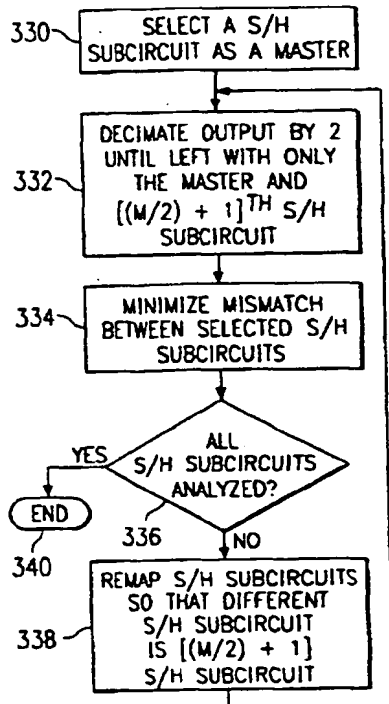 330
SELECT A S/H
SUBCIRCUIT AS A MASTER
332
DECIMATE OUTPUT BY 2
UNTIL LEFT WITH ONLY
THE MASTER AND
[(M/2) + 1]TH S/H
SUBCIRCUIT
334
MINIMIZE MISMATCH
BETWEEN SELECTED S/H
SUBCIRCUITS
YES
ALL
S/H SUBCIRCUITS
ANALYZED?
END
336
NO
340
338
REMAP S/H SUBCIRCUITS
SO THAT DIFFERENT
S/H SUBCIRCUIT
IS [(M/2) + 1]
S/H SUBCIRCUIT